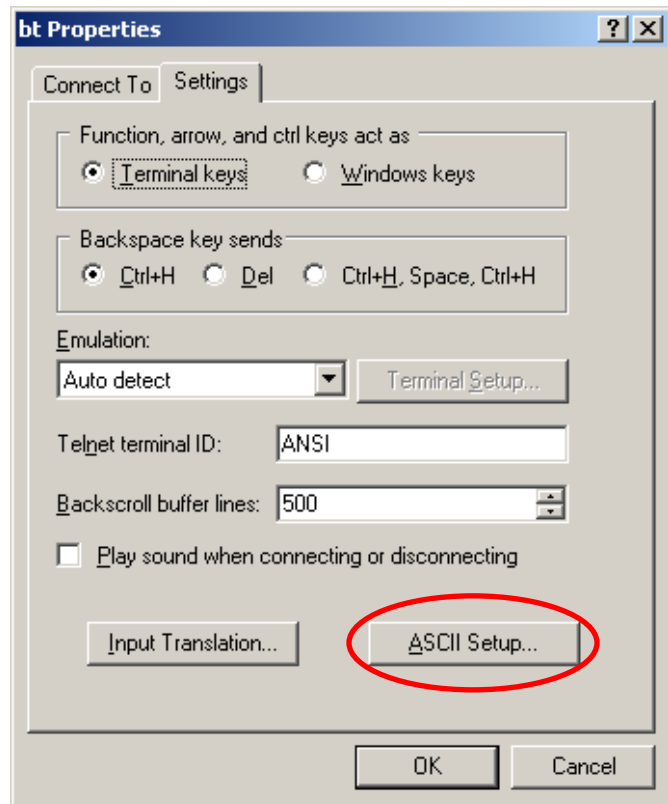 bt Properties
Connect To Settings
Function, arrow, and ctrl keys act as
Terminal keys Windows keys
Backspace key sends
Ctrl+H Del Ctrl+H, Space, Ctrl+H
Emulation:
Auto detect Terminal Setup...
Telnet terminal ID: ANSI
Backscroll buffer lines: 500
Play sound when connecting or disconnecting
Input Translation... ASCII Setup...
OK Cancel